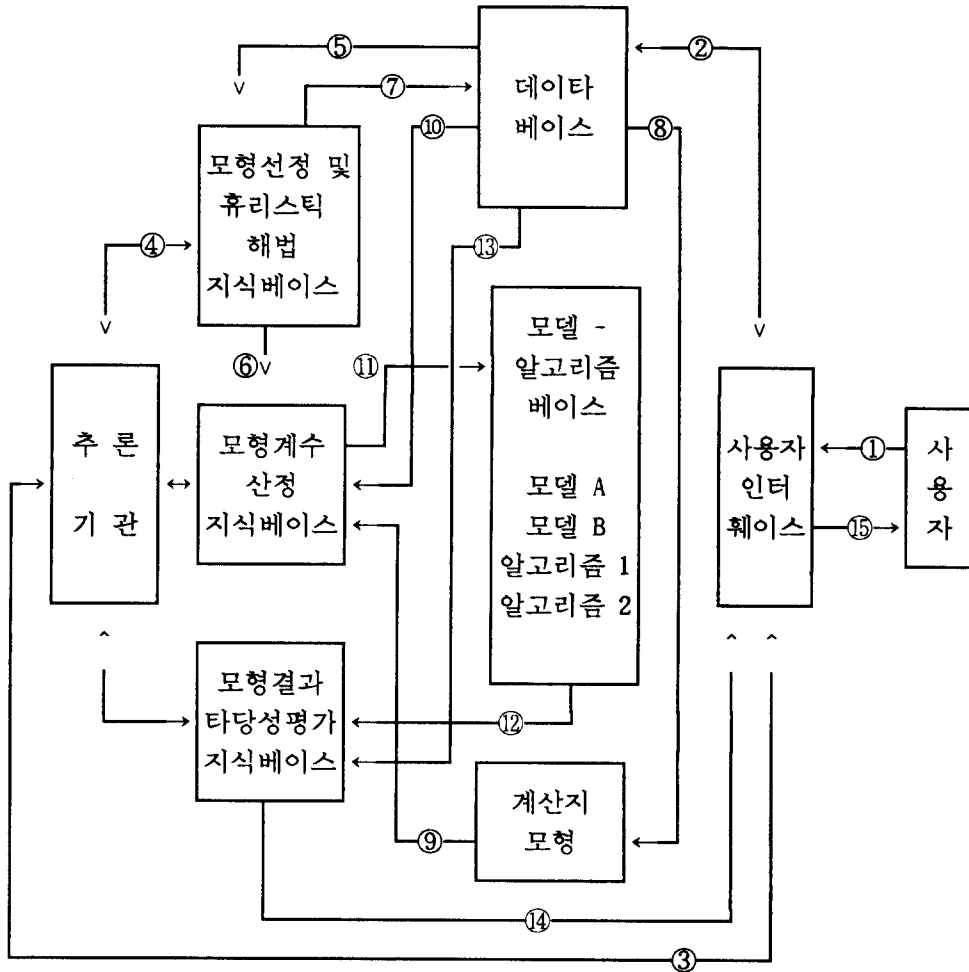 ⑤
②
⑦
데이타
베이스
⑩
⑧
모형선정 및
휴리스틱
해법
지식베이스
④
⑬
⑥
⑪
모델 -
알고리즘
베이스
모델 A
모델 B
알고리즘 1
알고리즘 2
추 론
기 관
모형계수
산정
지식베이스
사용자
인터
훼이스
①
⑮
사
용
자
모형결과
타당성평가
지식베이스
⑫
계산지
모형
⑨
⑭
③